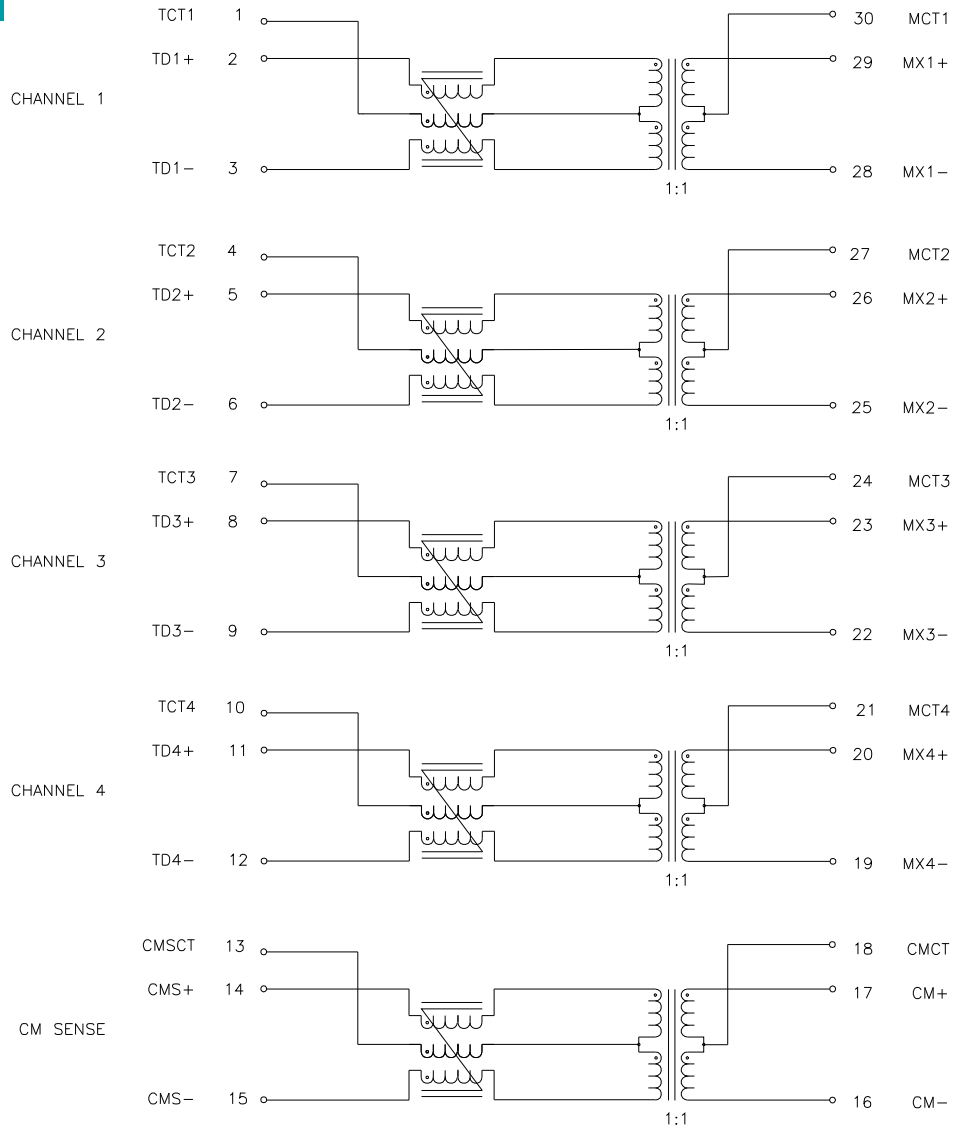 TCT1 1 30 MCT1
TD1+ 2 29 MX1+
CHANNEL 1
TD1− 3 28 MX1−
1:1
TCT2 4 27 MCT2
TD2+ 5 26 MX2+
CHANNEL 2
TD2− 6 25 MX2−
1:1
TCT3 7 24 MCT3
TD3+ 8 23 MX3+
CHANNEL 3
TD3− 9 22 MX3−
1:1
TCT4 10 21 MCT4
TD4+ 11 20 MX4+
CHANNEL 4
TD4− 12 19 MX4−
1:1
CMSCT 13 18 CMCT
CMS+ 14 17 CM+
CM SENSE
CMS− 15 16 CM−
1:1